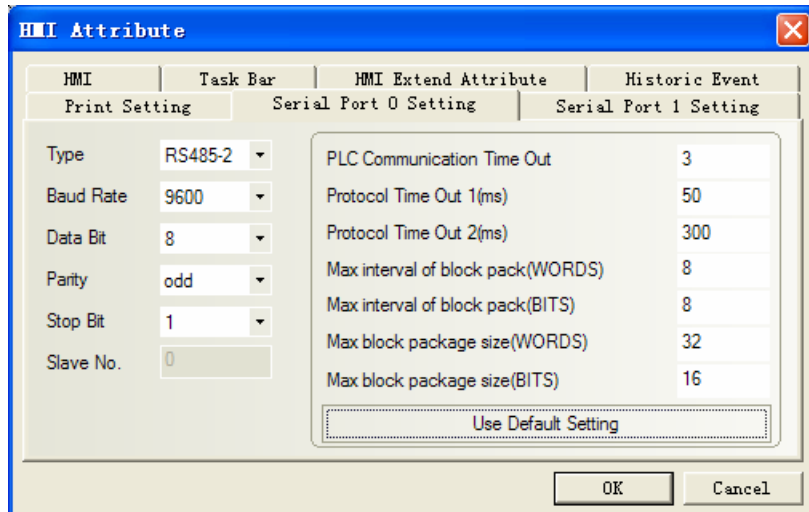 HMI Attribute
HMI Task Bar HMI Extend Attribute Historic Event
Print Setting Serial Port 0 Setting Serial Port 1 Setting
Type RS485-2
Baud Rate 9600
Data Bit 8
Parity odd
Stop Bit 1
Slave No. 0
PLC Communication Time Out 3
Protocol Time Out 1(ms) 50
Protocol Time Out 2(ms) 300
Max interval of block pack(WORDS) 8
Max interval of block pack(BITS) 8
Max block package size(WORDS) 32
Max block package size(BITS) 16
Use Default Setting
OK Cancel